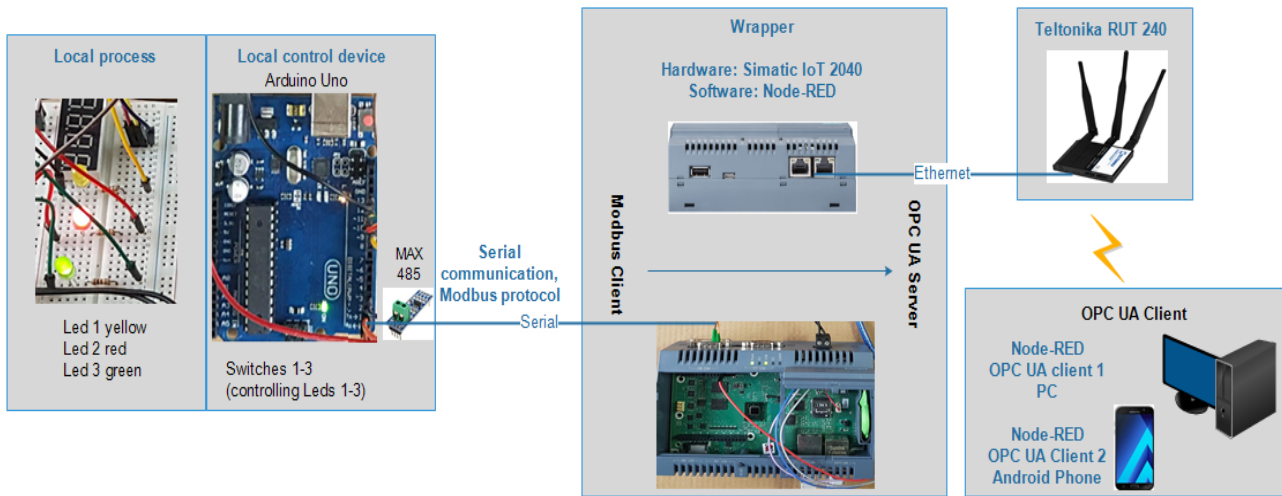 Local process
Led 1 yellow
Led 2 red
Led 3 green
Local control device
Arduino Uno
UNO
MAX
485
Switches 1-3
(controlling Leds 1-3)
Serial
communication,
Modbus protocol
Serial
Wrapper
Hardware: Simatic IoT 2040
Software: Node-RED
Modbus Client
OPC UA Server
Ethernet
Teltonika RUT 240
OPC UA Client
Node-RED
OPC UA client 1
PC
Node-RED
OPC UA Client 2
Android Phone